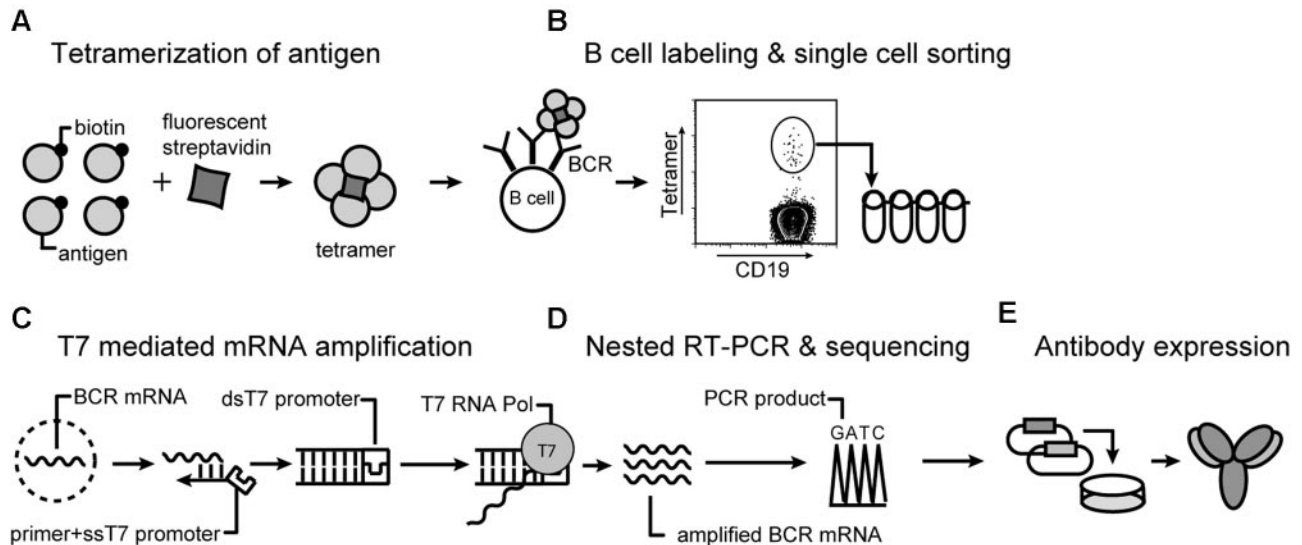 A
Tetramerization of antigen
biotin
fluorescent
streptavidin
+
antigen
tetramer
B
B cell labeling & single cell sorting
BCR
B cell
Tetramer
CD19
C
T7 mediated mRNA amplification
BCR mRNA
dsT7 promoter
T7 RNA Pol
T7
primer+ssT7 promoter
D
Nested RT-PCR & sequencing
PCR product
GATC
amplified BCR mRNA
E
Antibody expression